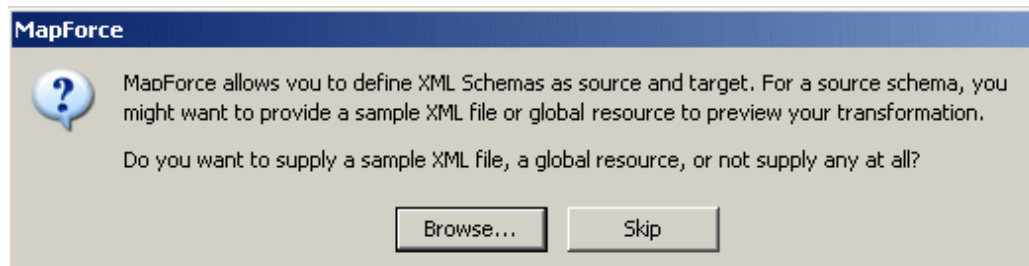 MapForce
MapForce allows you to define XML Schemas as source and target. For a source schema, you
might want to provide a sample XML file or global resource to preview your transformation.
Do you want to supply a sample XML file, a global resource, or not supply any at all?
Browse...
Skip